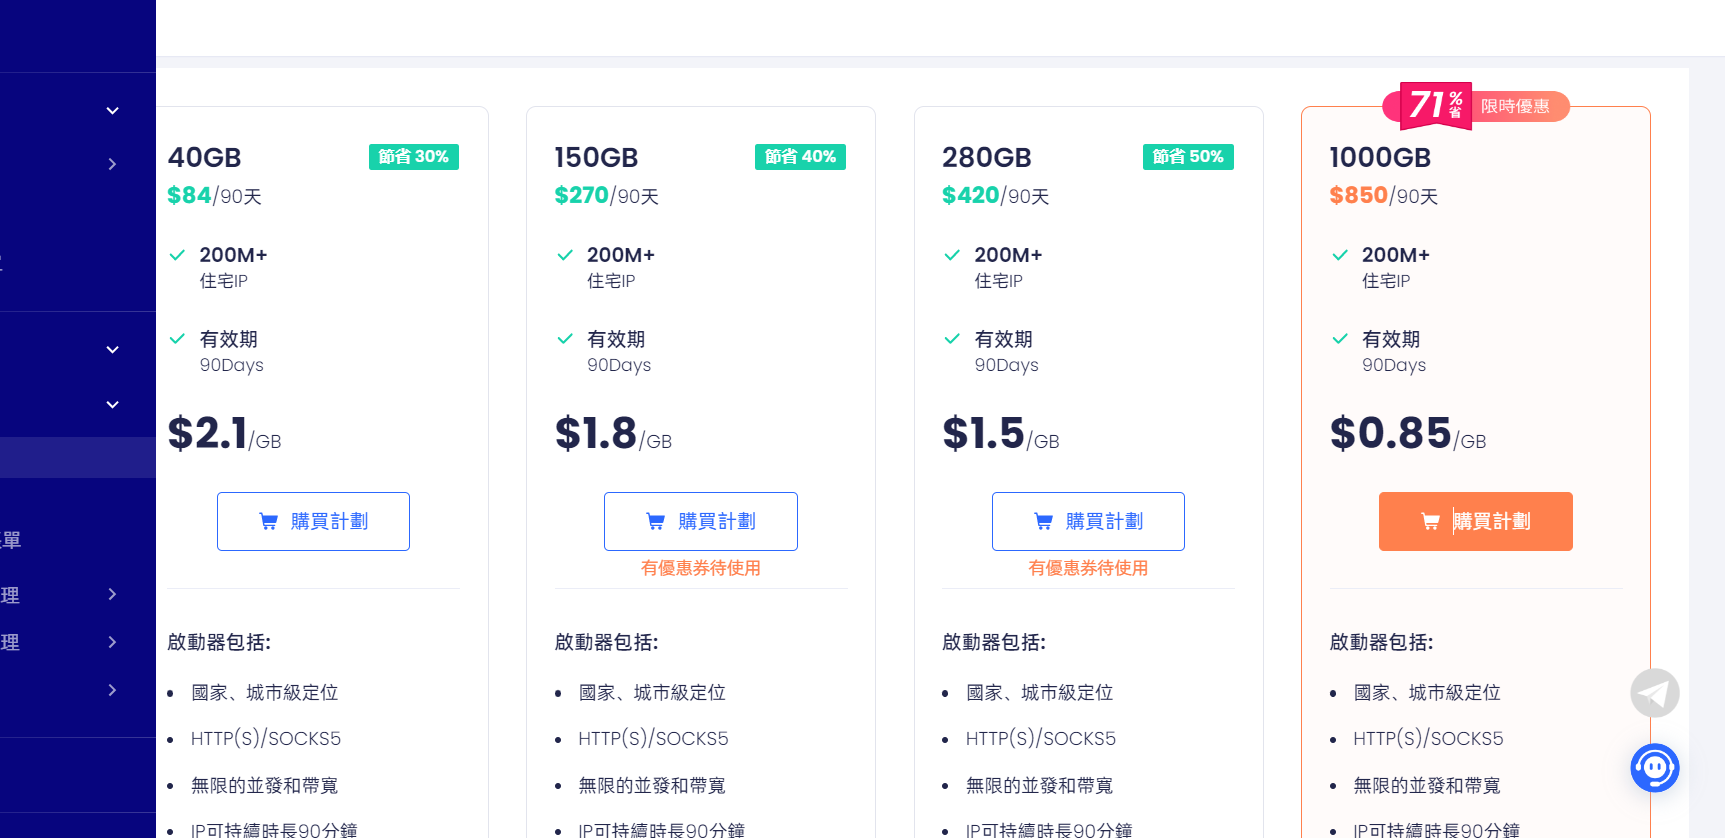 71%省 限時優惠
40GB 節省 30%
$84/90天
200M+
住宅IP
有效期
90Days
$2.1/GB
購買計劃
啟動器包括:
國家、城市級定位
HTTP(S)/SOCKS5
無限的並發和帶寬
IP可持續時長90分鐘
150GB 節省 40%
$270/90天
200M+
住宅IP
有效期
90Days
$1.8/GB
購買計劃
有優惠券待使用
啟動器包括:
國家、城市級定位
HTTP(S)/SOCKS5
無限的並發和帶寬
IP可持續時長90分鐘
280GB 節省 50%
$420/90天
200M+
住宅IP
有效期
90Days
$1.5/GB
購買計劃
有優惠券待使用
啟動器包括:
國家、城市級定位
HTTP(S)/SOCKS5
無限的並發和帶寬
IP可持續時長90分鐘
1000GB
$850/90天
200M+
住宅IP
有效期
90Days
$0.85/GB
購買計劃
啟動器包括:
國家、城市級定位
HTTP(S)/SOCKS5
無限的並發和帶寬
IP可持續時長90分鐘
單
理
理